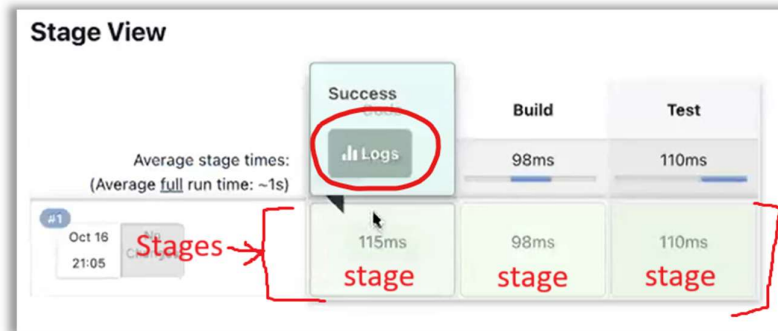 Stage View
Success
Build
Test
Logs
Average stage times:
(Average full run time: ~1s)
98ms
110ms
#1
Oct 16
21:05
No
Stages
115ms
98ms
110ms
stage
stage
stage